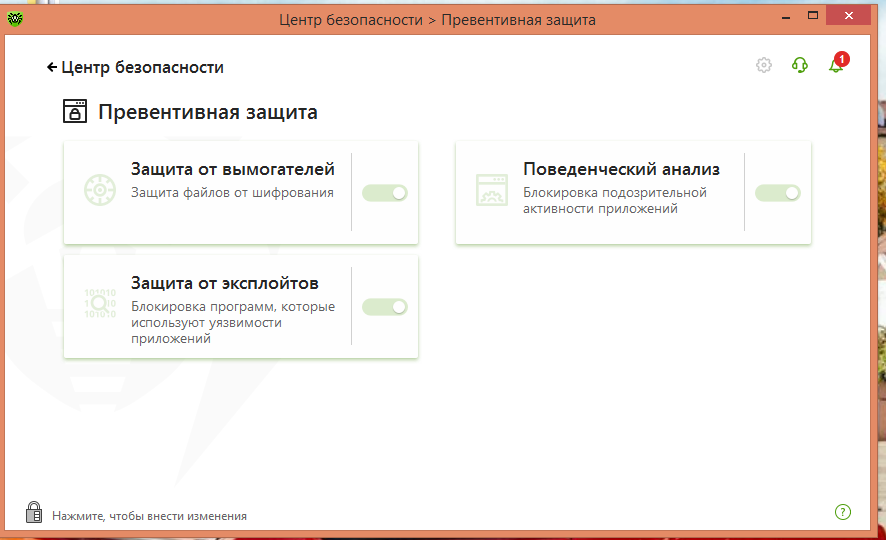 Центр безопасности > Превентивная защита
Центр безопасности
1
Превентивная защита
Защита от вымогателей
Защита файлов от шифрования
Поведенческий анализ
Блокировка подозрительной
активности приложений
Защита от эксплойтов
Блокировка программ, которые
используют уязвимости
приложений
101010
101010
Нажмите, чтобы внести изменения
?